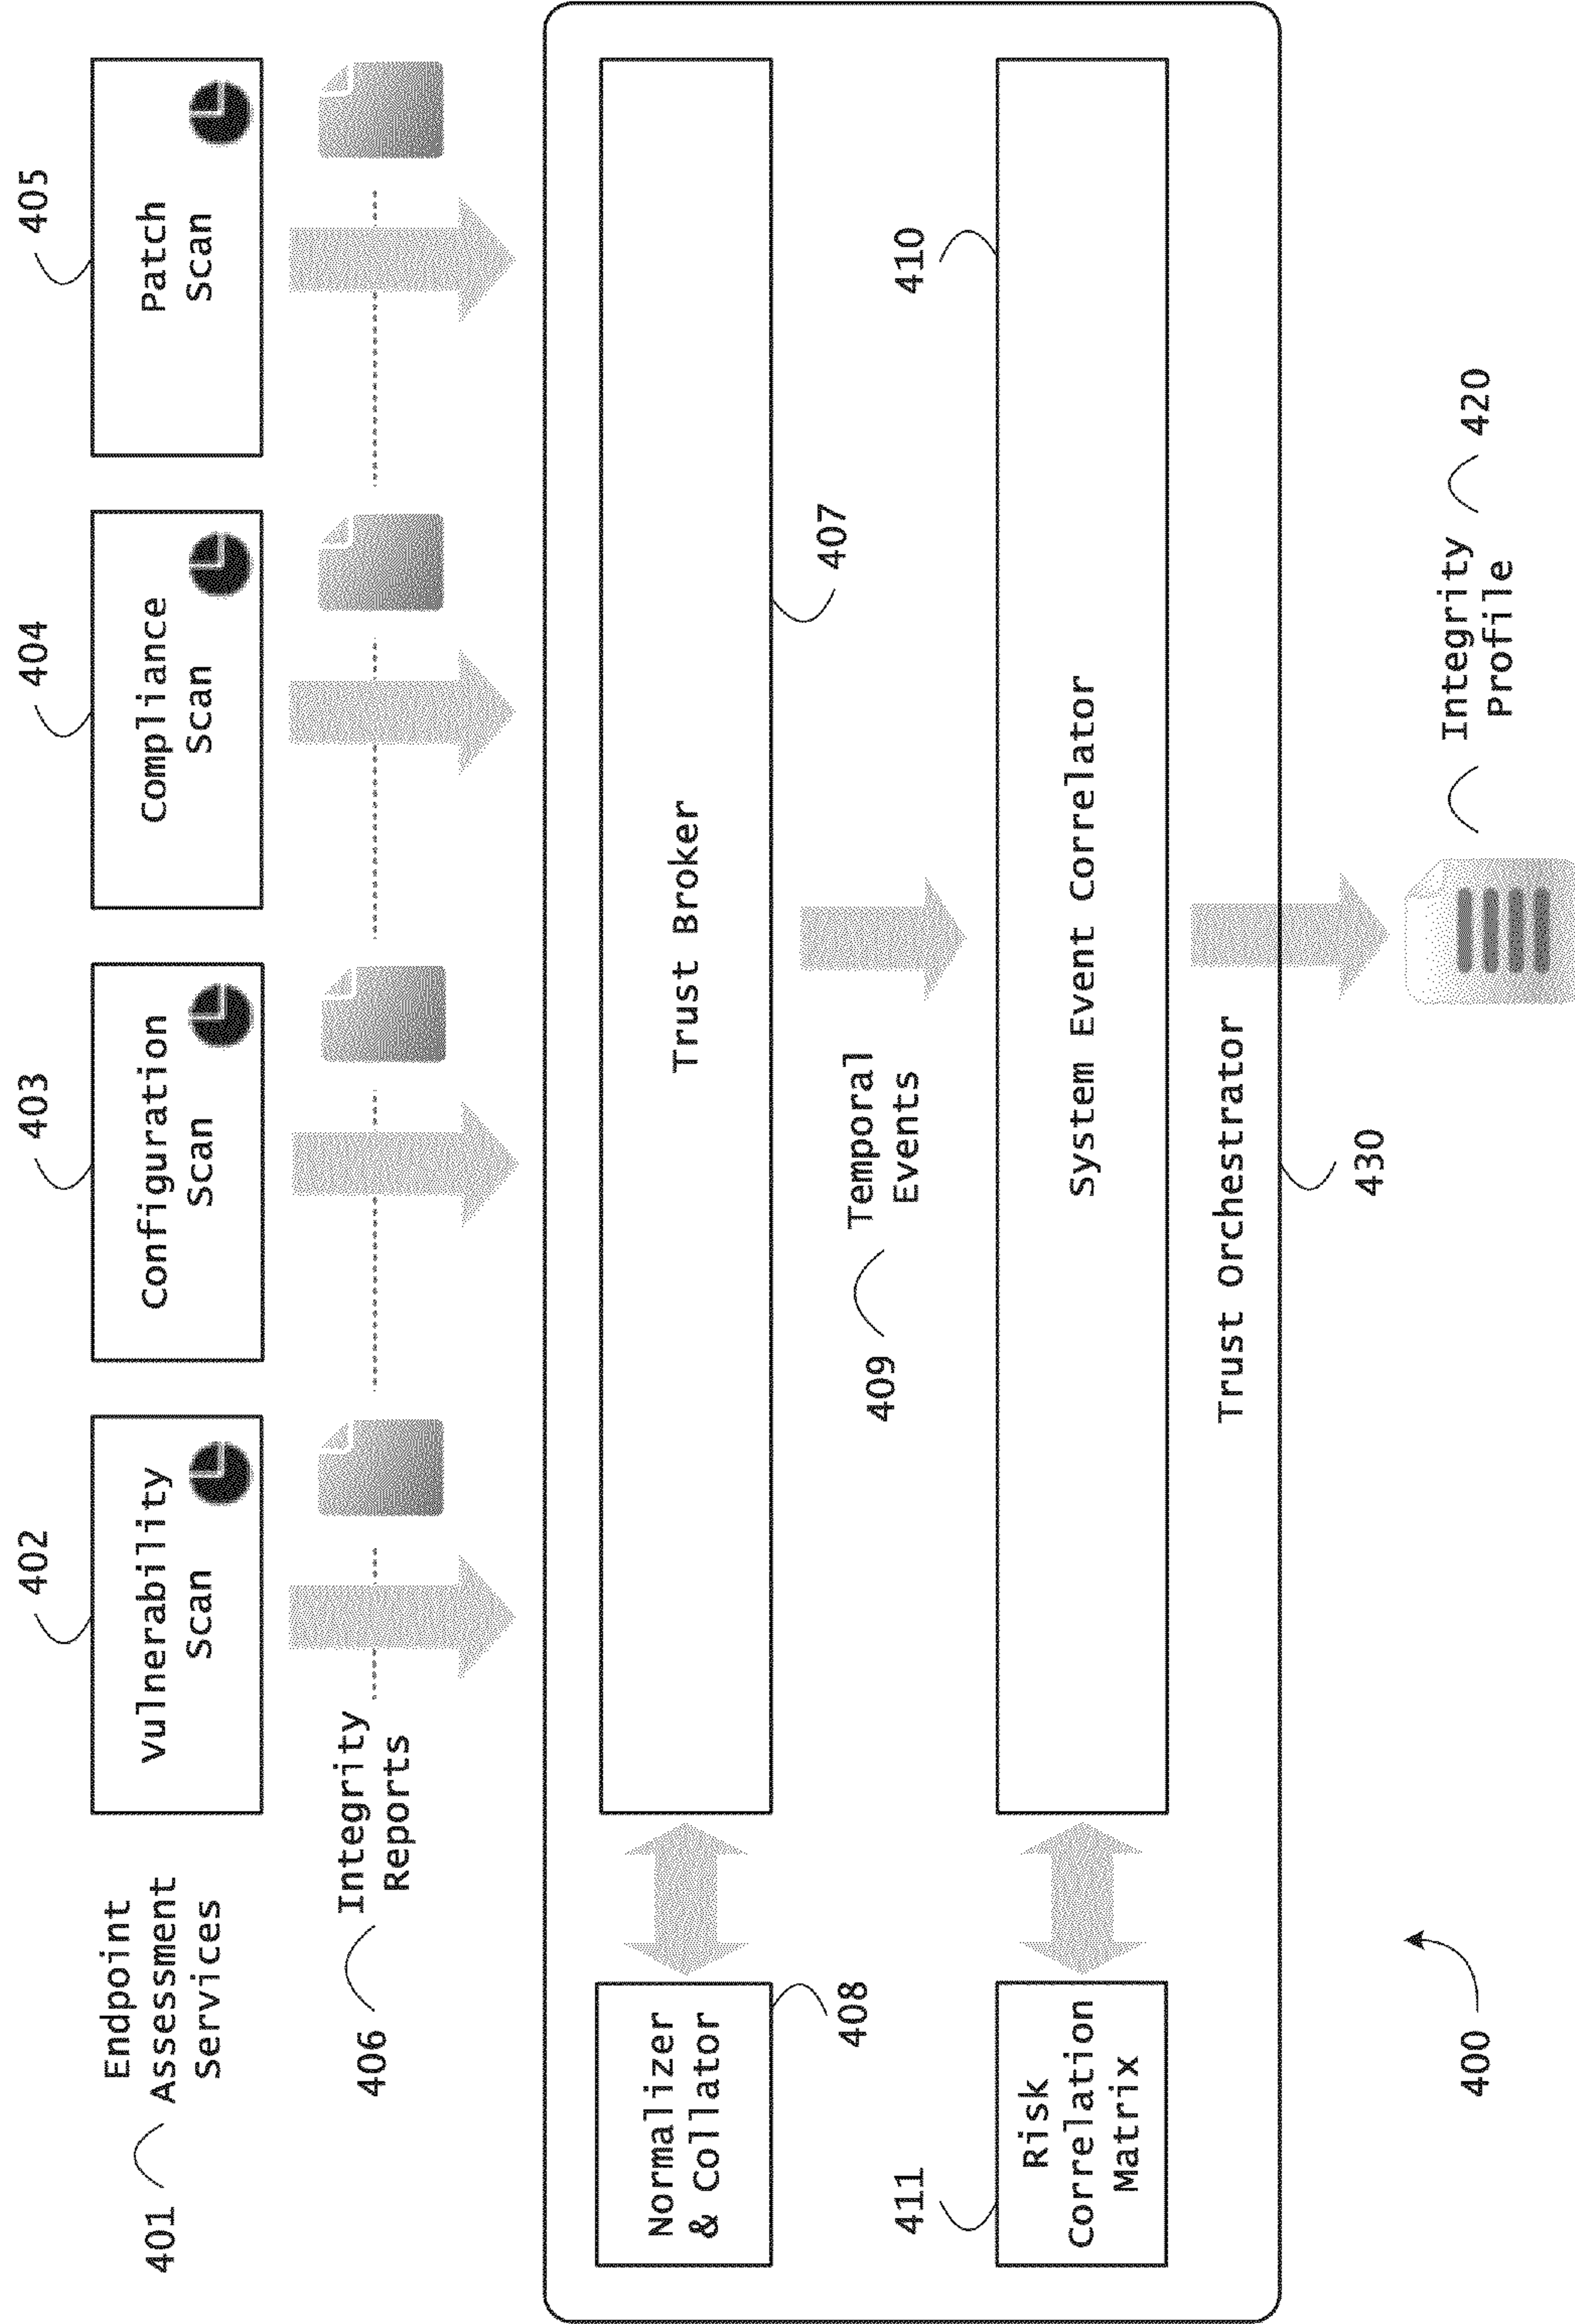 402
403
404
405
401
Endpoint
Assessment
Services
Vulnerability
Scan
Configuration
Scan
Compliance
Scan
Patch
Scan
406
Integrity
Reports
Normalizer
& Collator
408
Trust Broker
407
409
Temporal
Events
411
Risk
Correlation
Matrix
System Event Correlator
410
Trust Orchestrator
430
400
Integrity
Profile
420